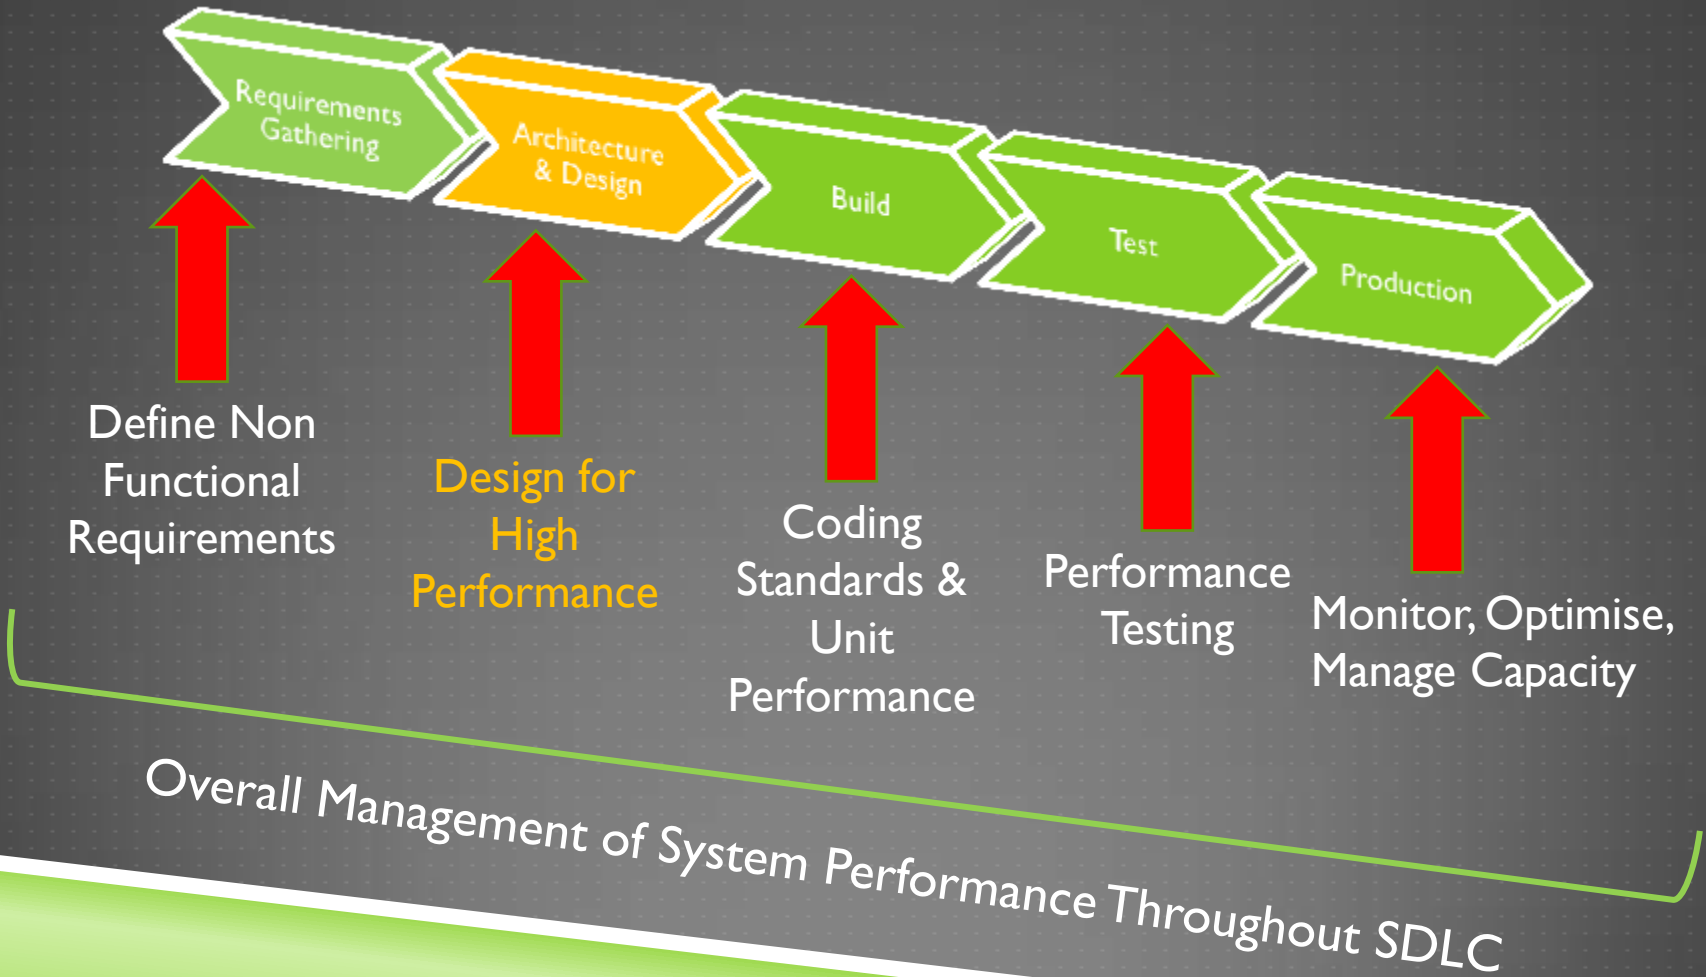 Requirements
Gathering
Architecture
& Design
Build
Test
Production
Define Non
Functional
Requirements
Design for
High
Performance
Coding
Standards &
Unit
Performance
Performance
Testing
Monitor, Optimise,
Manage Capacity
Overall Management of System Performance Throughout SDLC